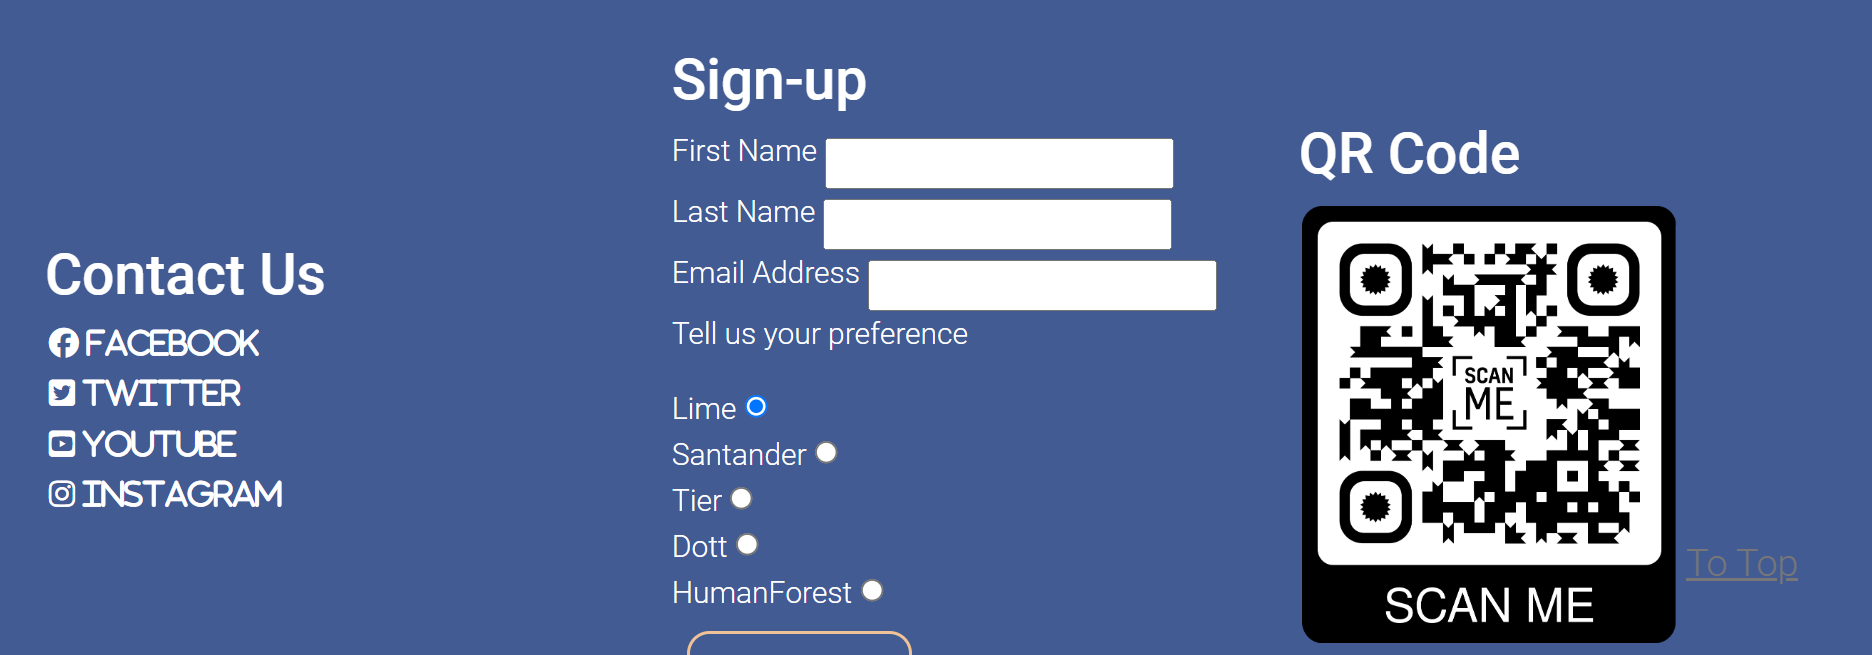 Contact Us
FACEBOOK
TWITTER
YOUTUBE
INSTAGRAM
Sign-up
First Name
Last Name
Email Address
Tell us your preference
Lime
Santander
Tier
Dott
HumanForest
QR Code
SCAN
ME
SCAN ME
To Top